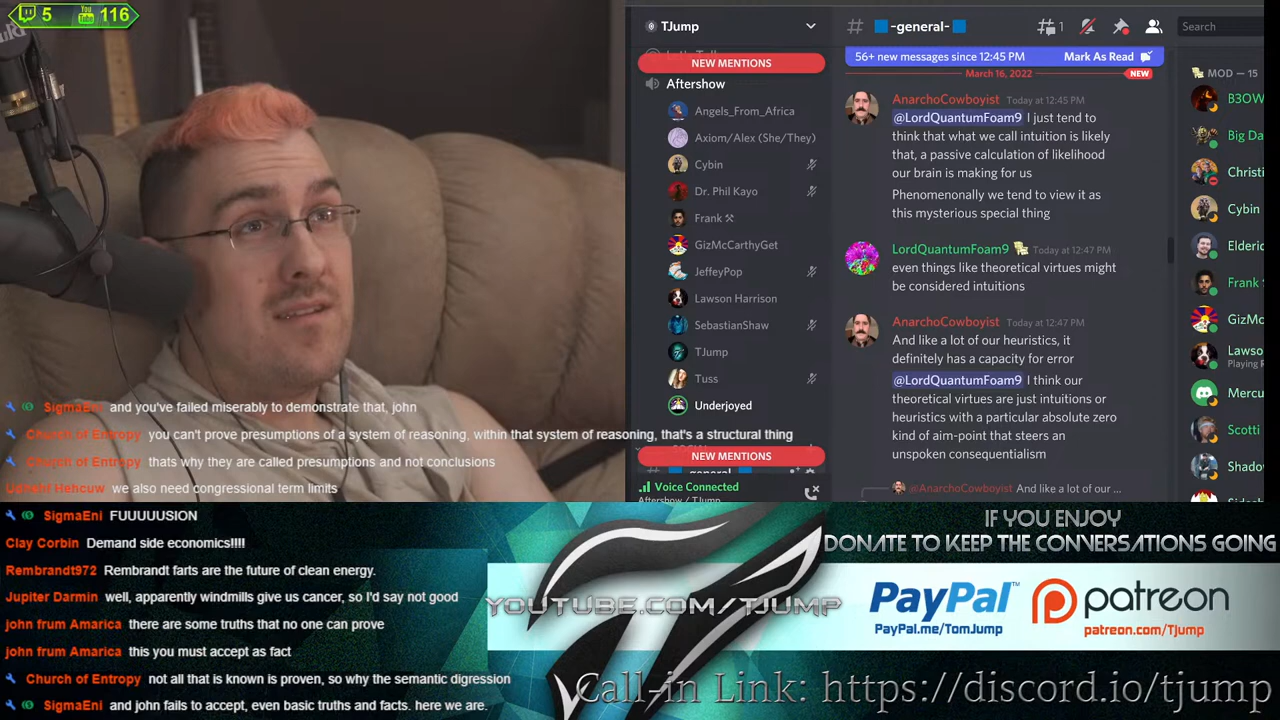 5
You Tube 116
TJump
NEW MENTIONS
Aftershow
Angels_From_Africa
Axiom/Alex (She/They)
Cybin
Dr. Phil Kayo
Frank
GizMcCarthyGet
JeffeyPop
Lawson Harrison
SebastianShaw
TJump
Tuss
Underjoyed
NEW MENTIONS
Voice Connected
Aftershow / TJump
# -general-
1
Search
56+ new messages since 12:45 PM Mark As Read
March 16, 2022 NEW
AnarchoCowboyist Today at 12:45 PM
@LordQuantumFoam9 I just tend to
think that what we call intuition is likely
that, a passive calculation of likelihood
our brain is making for us
Phenomenonally we tend to view it as
this mysterious special thing
LordQuantumFoam9 Today at 12:47 PM
even things like theoretical virtues might
be considered intuitions
AnarchoCowboyist Today at 12:47 PM
And like a lot of our heuristics, it
definitely has a capacity for error
@LordQuantumFoam9 I think our
theoretical virtues are just intuitions or
heuristics with a particular absolute zero
kind of aim-point that steers an
unspoken consequentialism
@AnarchoCowboyist And like a lot of our ...
MOD — 15
B3OW
Big Da
Christi
Cybin
Elderic
Frank
GizMc
Lawso
Playing R
Mercu
Scotti
Shado
SigmaEni and you've failed miserably to demonstrate that, john
Church of Entropy you can't prove presumptions of a system of reasoning, within that system of reasoning, that's a structural thing
Church of Entropy thats why they are called presumptions and not conclusions
we also need congressional term limits
SigmaEni FUUUUUSION
Clay Corbin Demand side economics!!!!
Rembrandt972 Rembrandt farts are the future of clean energy.
Jupiter Darmin well, apparently windmills give us cancer, so I'd say not good
john frum Amarica there are some truths that no one can prove
john frum Amarica this you must accept as fact
Church of Entropy not all that is known is proven, so why the semantic digression
SigmaEni and john fails to accept, even basic truths and facts. here we are.
YOUTUBE.COM/TJUMP
IF YOU ENJOY
DONATE TO KEEP THE CONVERSATIONS GOING
PayPal™
PayPal.me/TomJump
patreon
patreon.com/Tjump
Call-in Link: https://discord.io/tjump